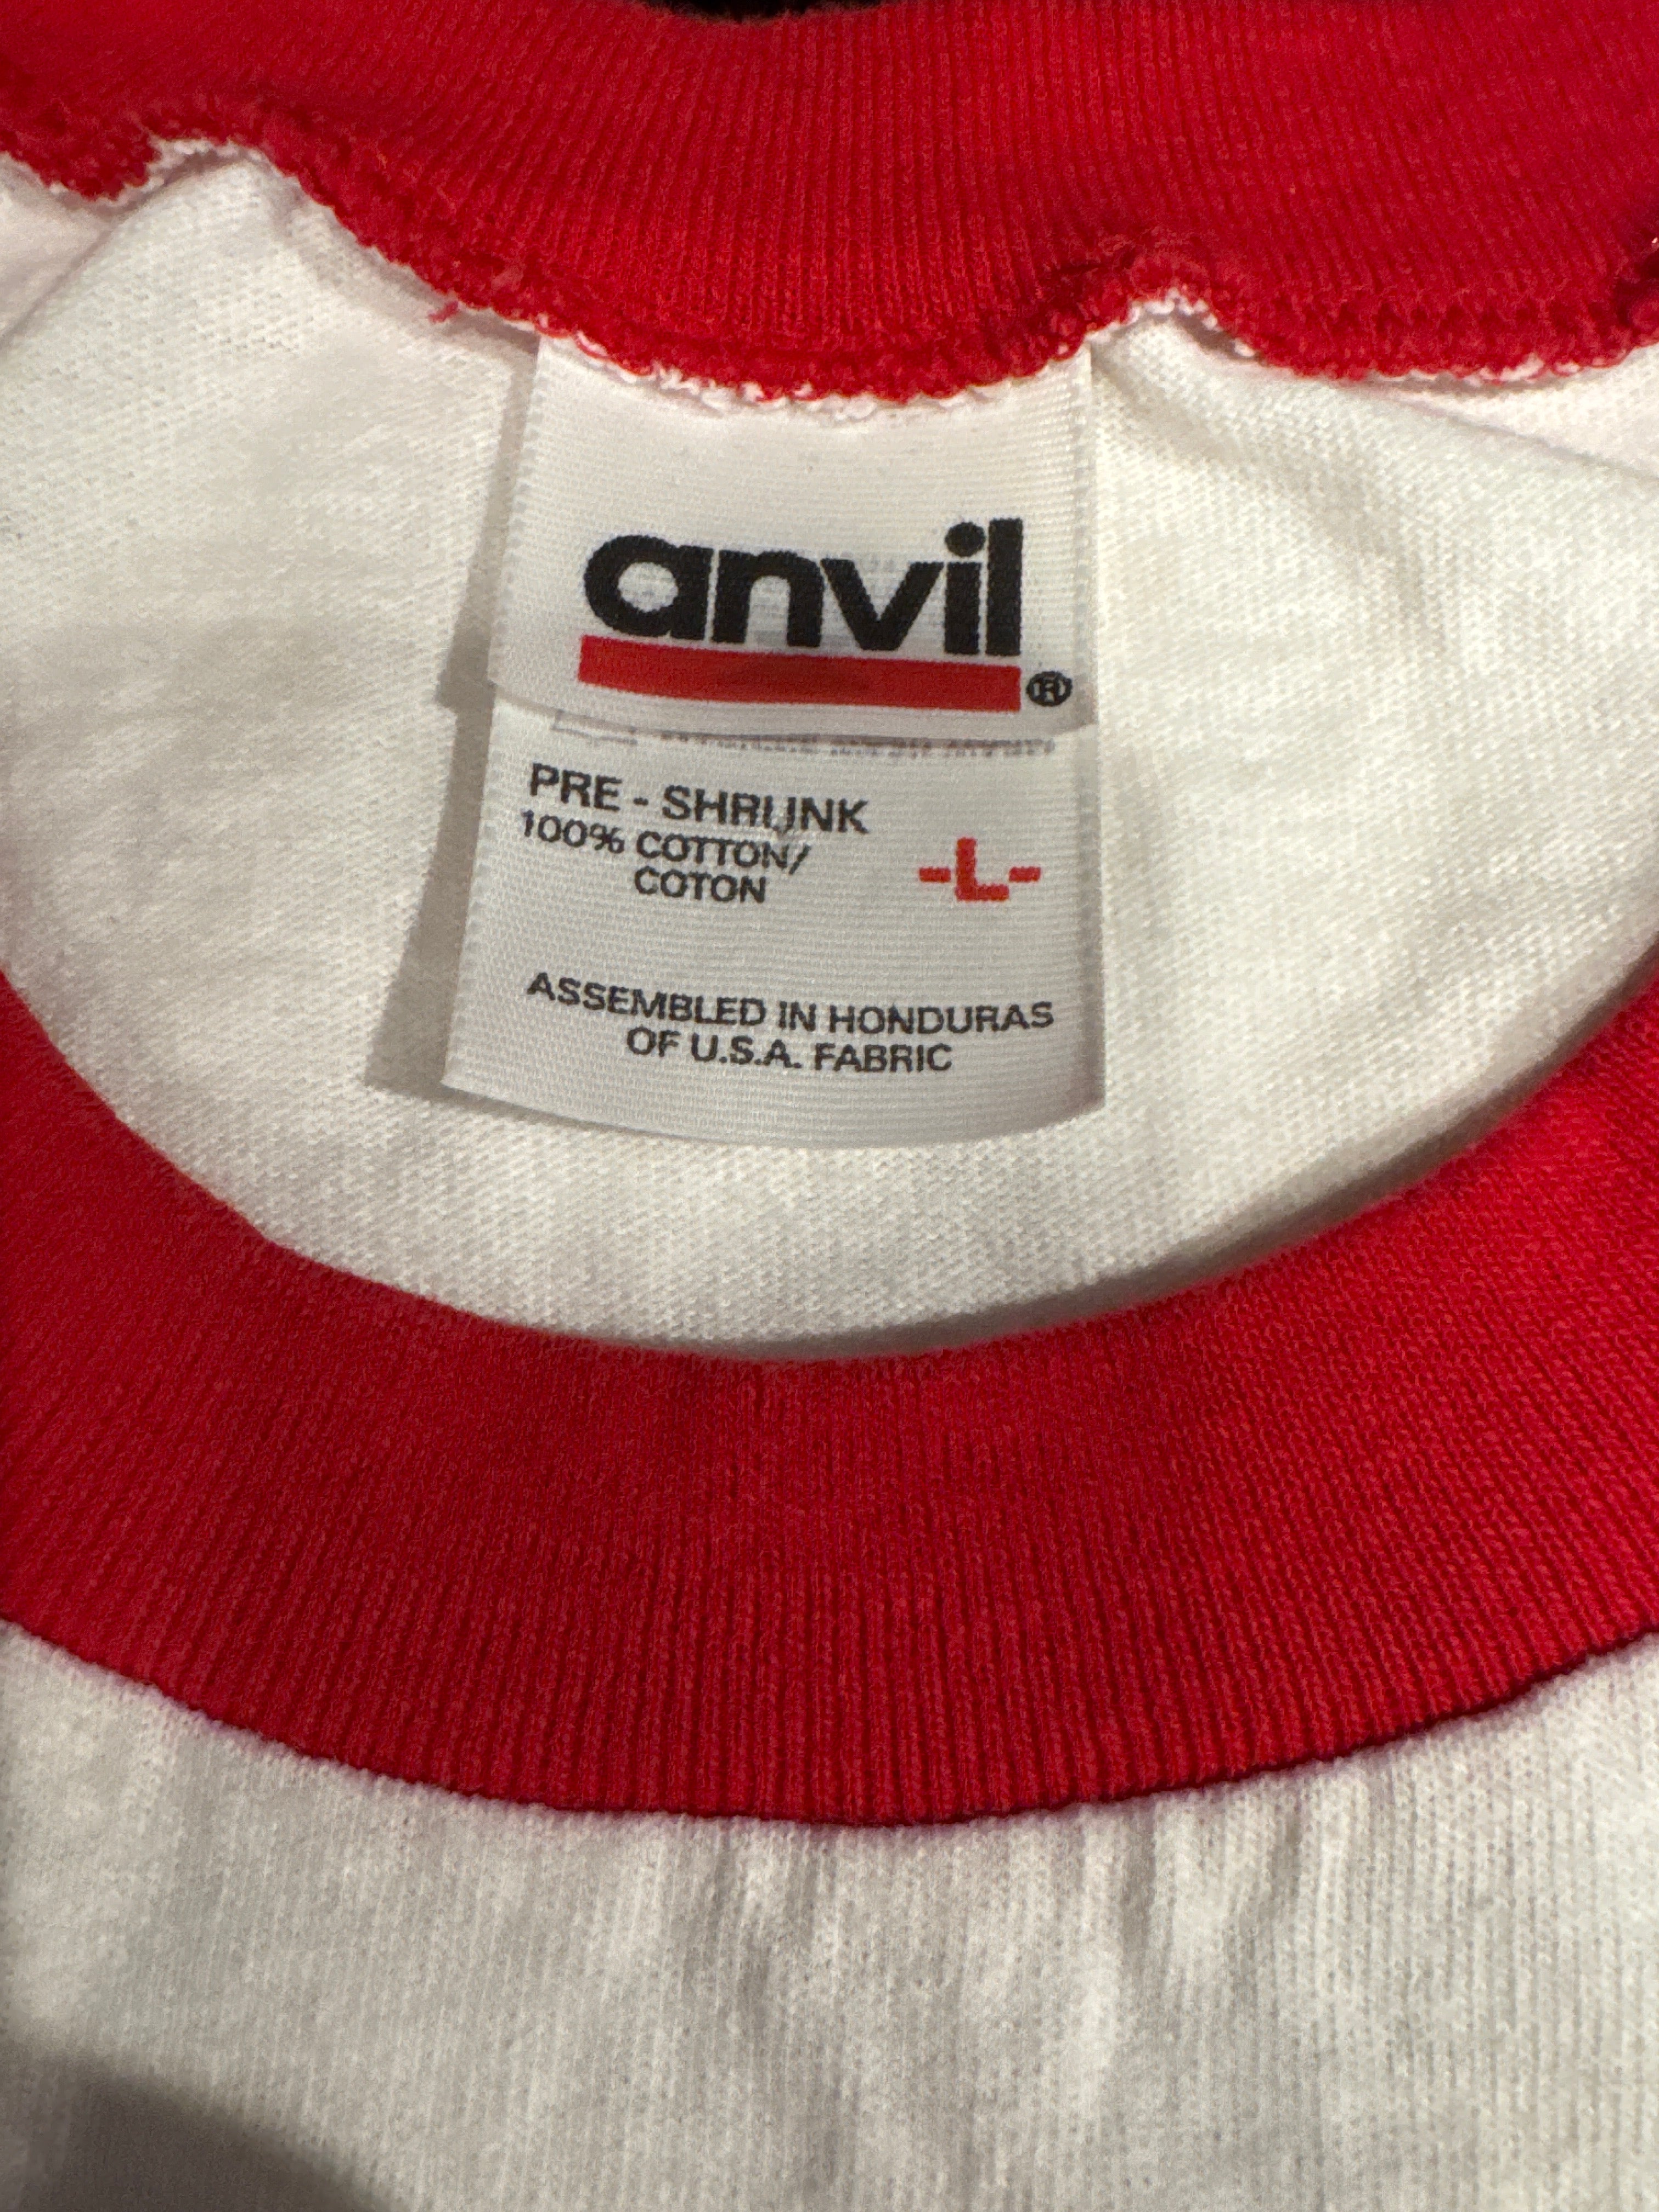 anvil
®
PRE - SHRUNK
100% COTTON/
COTON
-L-
ASSEMBLED IN HONDURAS
OF U.S.A. FABRIC